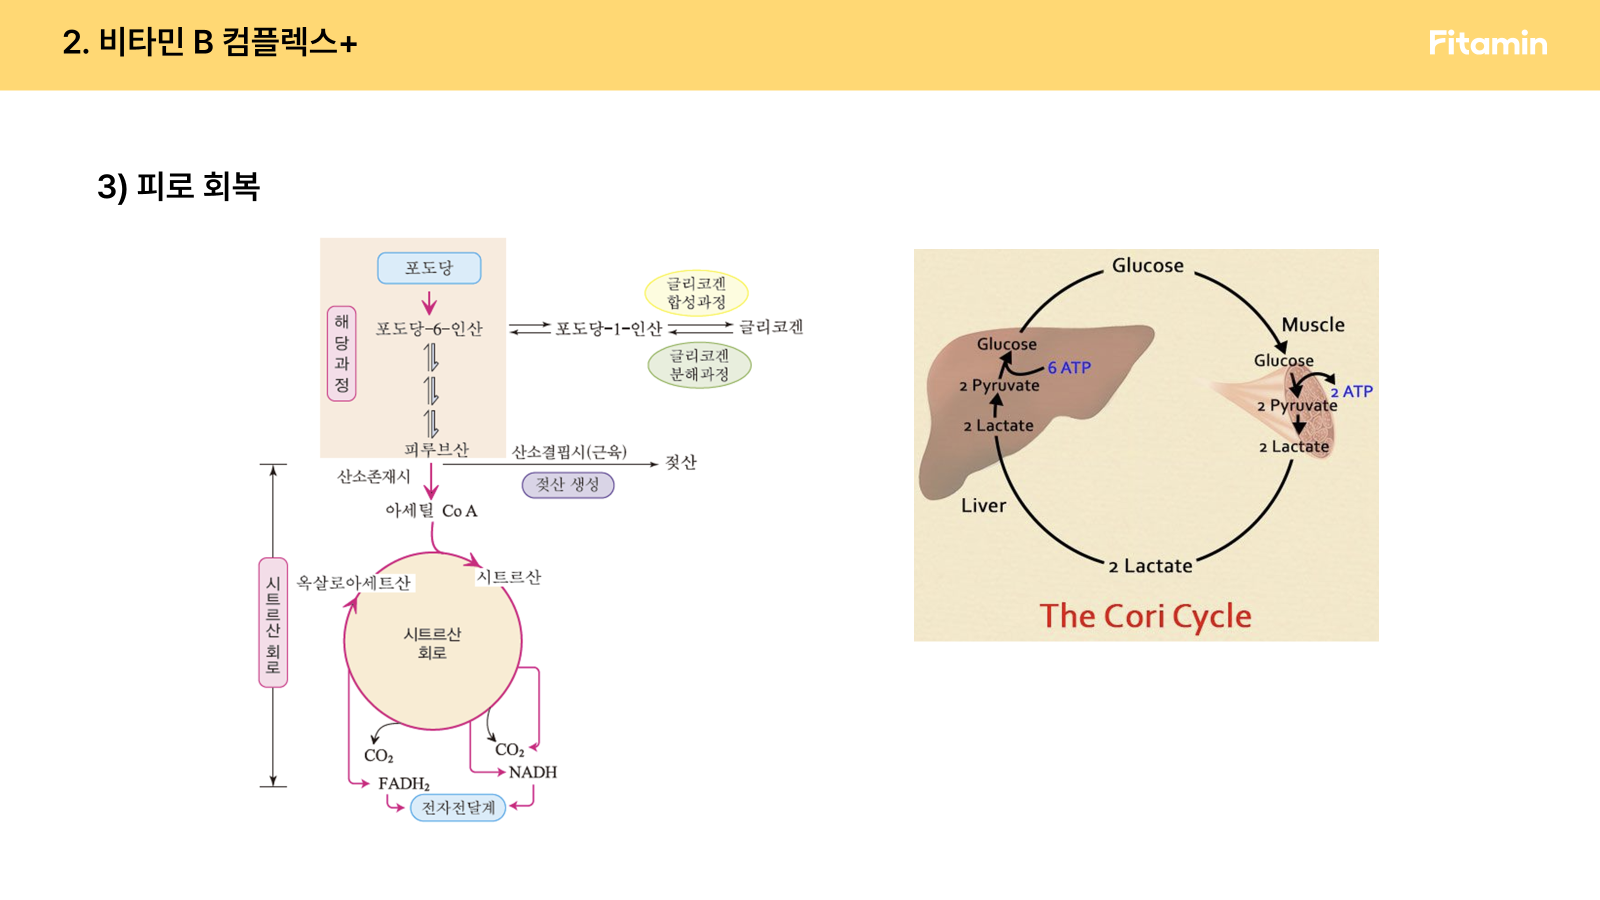 2. 비타민 B 컴플렉스+
Fitamin
3) 피로 회복
포도당
해당과정
포도당-6-인산
포도당-1-인산
글리코겐
글리코겐
합성과정
글리코겐
분해과정
피루브산
산소결핍시(근육)
젖산
산소존재시
젖산 생성
아세틸 CoA
시트르산 회로
옥살로아세트산
시트르산
시트르산
회로
CO₂
CO₂
NADH
FADH₂
전자전달계
Glucose
Muscle
Glucose
Glucose
6 ATP
2 Pyruvate
2 ATP
2 Pyruvate
2 Lactate
2 Lactate
Liver
2 Lactate
The Cori Cycle